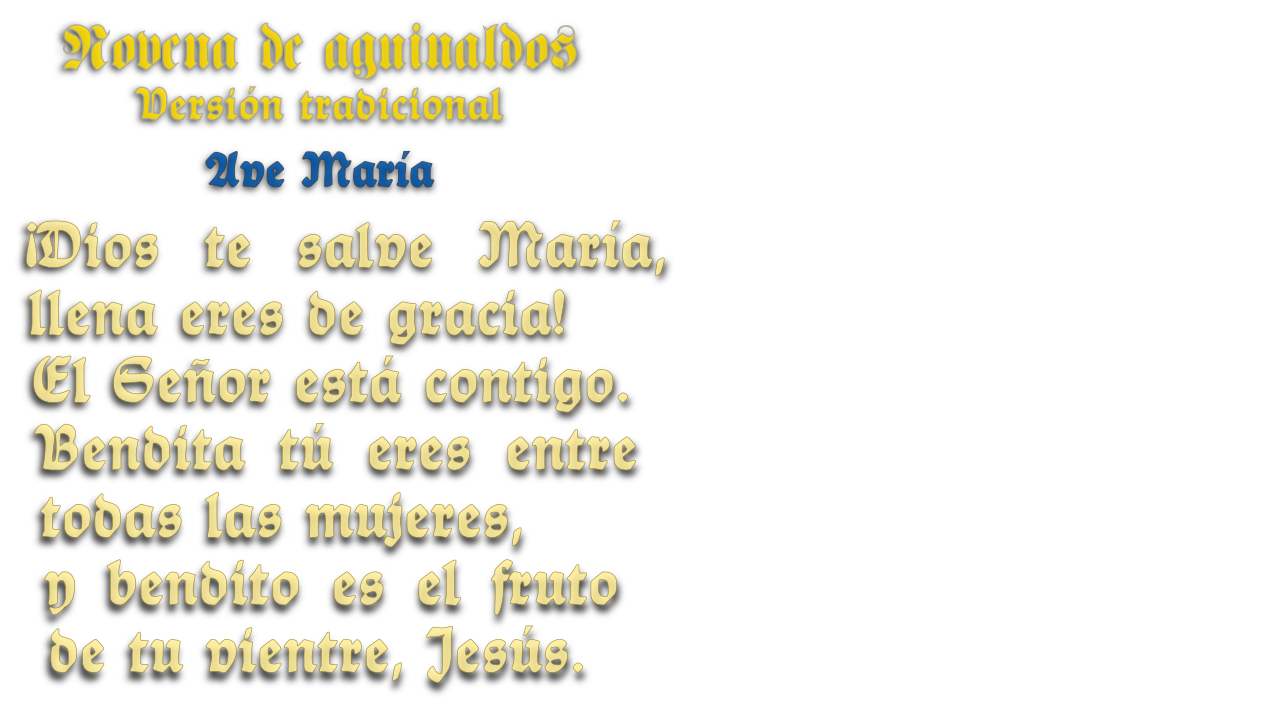 Novena de aguinaldos
Versión tradicional
Ave María
¡Dios te salve María,
llena eres de gracia!
El Señor está contigo.
Bendita tú eres entre
todas las mujeres,
y bendito es el fruto
de tu vientre, Jesús.